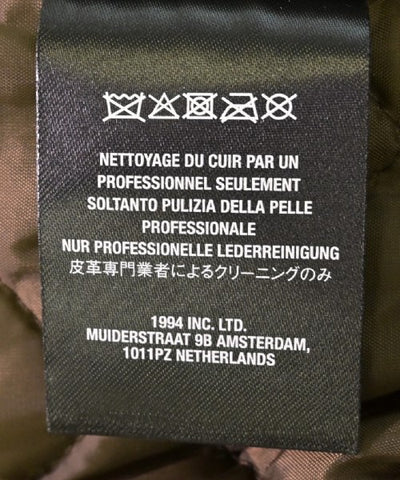 NETTOYAGE DU CUIR PAR UN
PROFESSIONNEL SEULEMENT
SOLTANTO PULIZIA DELLA PELLE
PROFESSIONALE
NUR PROFESSIONELLE LEDERREINIGUNG
皮革専門業者によるクリーニングのみ
1994 INC. LTD.
MUIDERSTRAAT 9B AMSTERDAM,
1011PZ NETHERLANDS